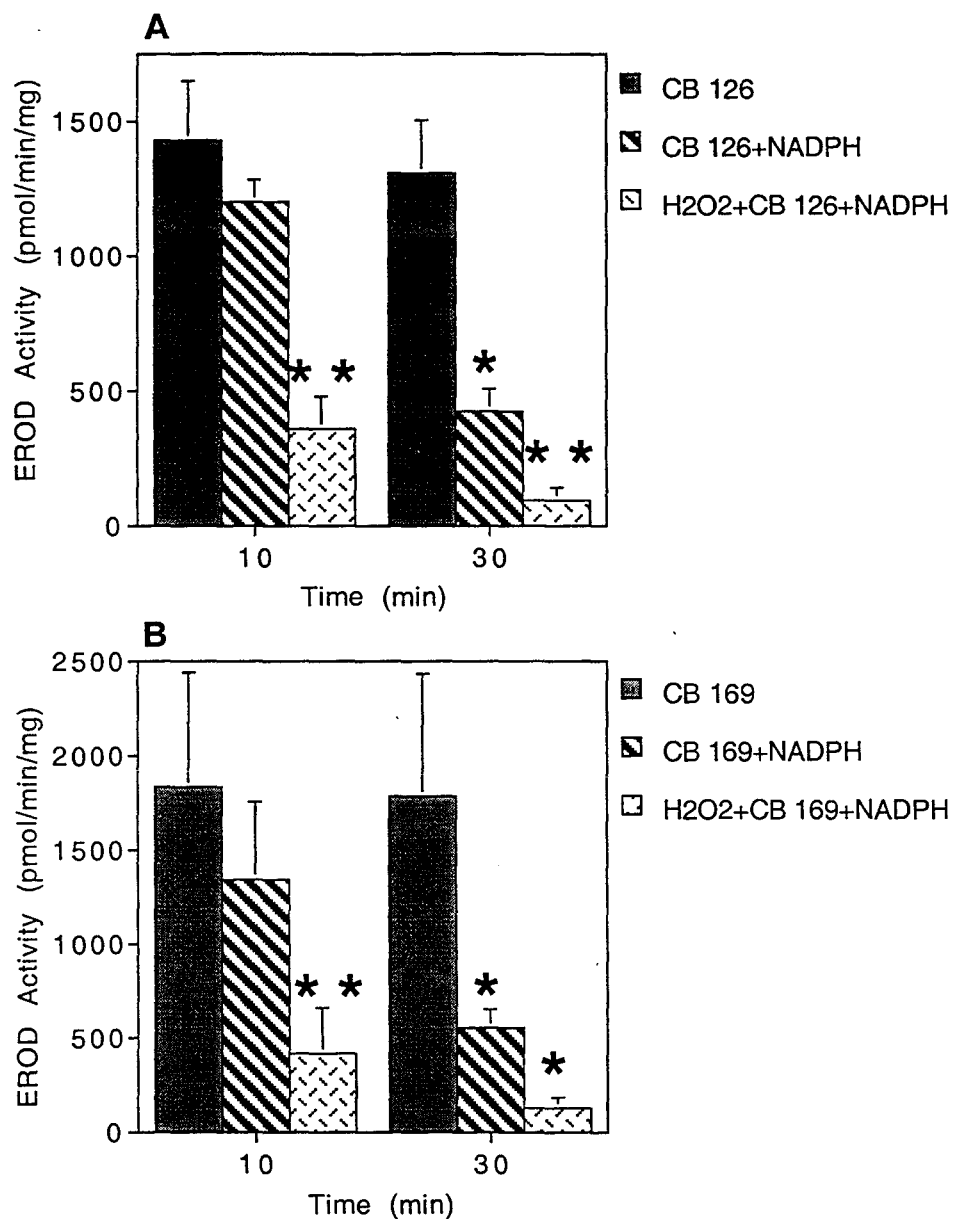 A
EROD Activity (pmol/min/mg)
1500
1000
500
0
* *
*
* *
10
30
Time (min)
CB 126
CB 126+NADPH
H2O2+CB 126+NADPH
B
EROD Activity (pmol/min/mg)
2500
2000
1500
1000
500
0
* *
*
*
10
30
Time (min)
CB 169
CB 169+NADPH
H2O2+CB 169+NADPH